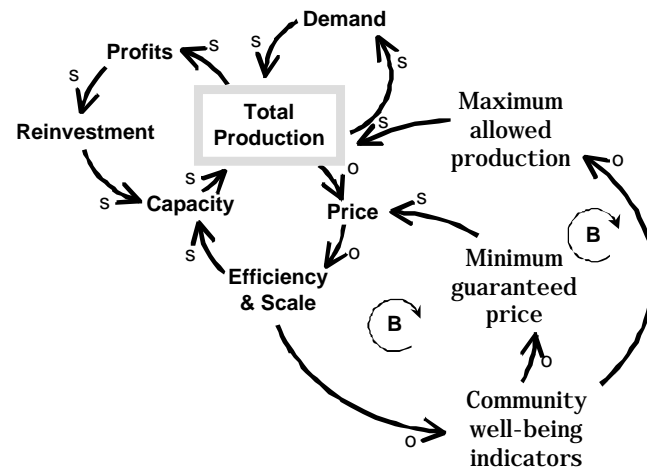 Demand
s
s
Profits
s
s
Total
Production
s
Maximum
allowed
production
Reinvestment
s
s
o
s
Capacity
Price
s
o
B
o
s
Efficiency
& Scale
Minimum
guaranteed
price
B
o
Community
well-being
indicators
o